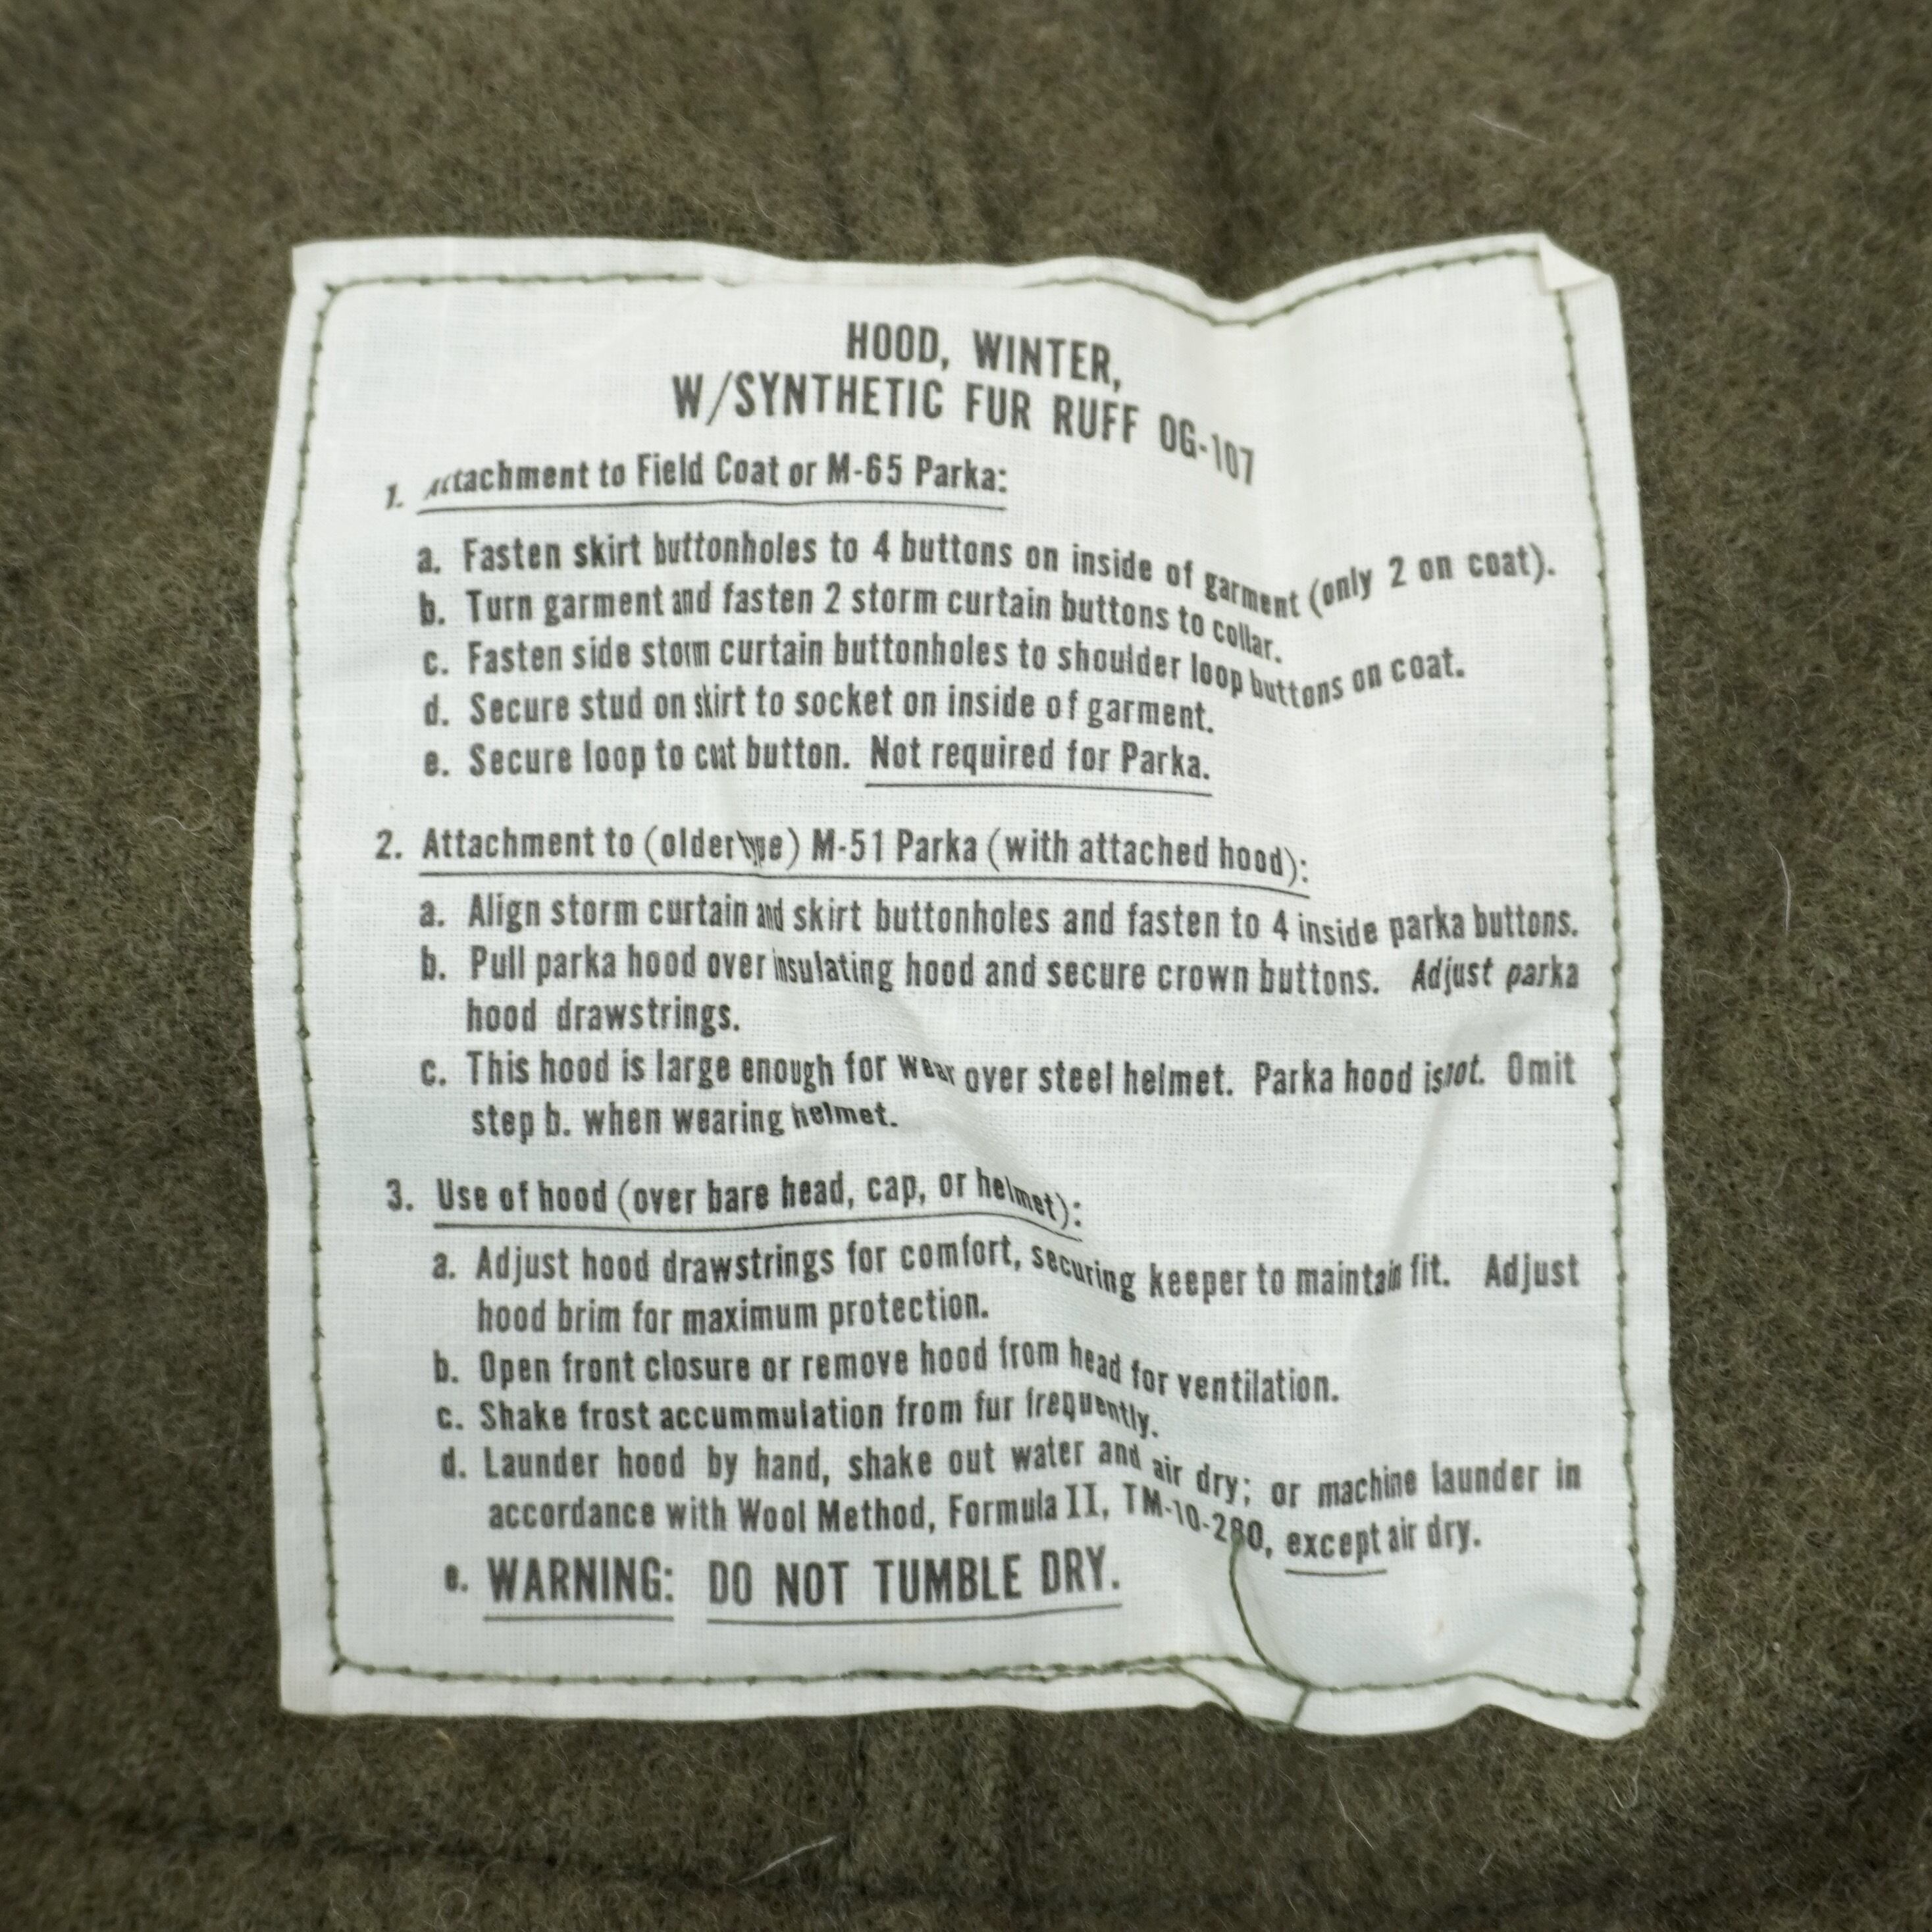 HOOD, WINTER,
W/SYNTHETIC FUR RUFF OG-107
1. Attachment to Field Coat or M-65 Parka:
a. Fasten skirt buttonholes to 4 buttons on inside of garment (only 2 on coat).
b. Turn garment and fasten 2 storm curtain buttons to collar.
c. Fasten side storm curtain buttonholes to shoulder loop buttons on coat.
d. Secure stud on skirt to socket on inside of garment.
e. Secure loop to coat button. Not required for Parka.
2. Attachment to (older type) M-51 Parka (with attached hood):
a. Align storm curtain and skirt buttonholes and fasten to 4 inside parka buttons.
b. Pull parka hood over insulating hood and secure crown buttons. Adjust parka
hood drawstrings.
c. This hood is large enough for wear over steel helmet. Parka hood is not. Omit
step b. when wearing helmet.
3. Use of hood (over bare head, cap, or helmet):
a. Adjust hood drawstrings for comfort, securing keeper to maintain fit. Adjust
hood brim for maximum protection.
b. Open front closure or remove hood from head for ventilation.
c. Shake frost accummulation from fur frequently.
d. Launder hood by hand, shake out water and air dry; or machine launder in
accordance with Wool Method, Formula II, TM-10-280, except air dry.
e. WARNING: DO NOT TUMBLE DRY.